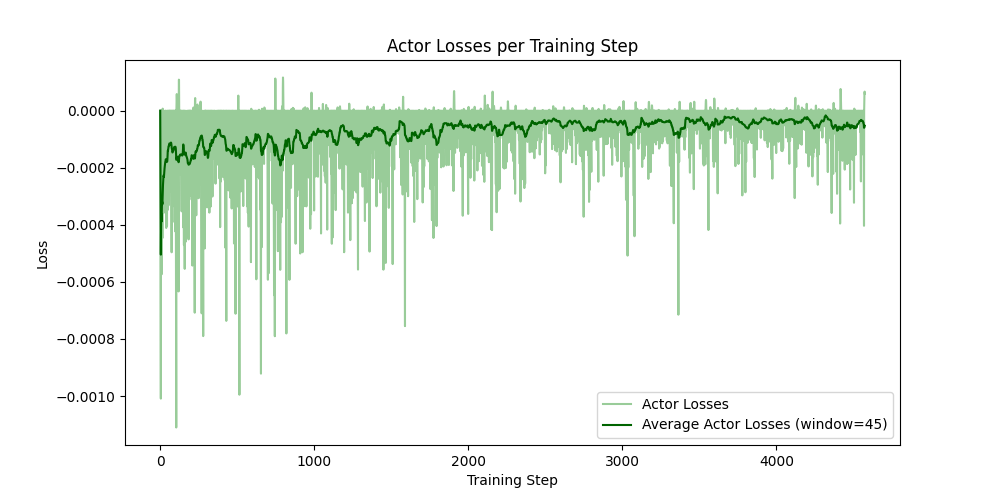 Actor Losses per Training Step
0.0000
−0.0002
−0.0004
−0.0006
−0.0008
−0.0010
Loss
0 1000 2000 3000 4000
Training Step
Actor Losses
Average Actor Losses (window=45)